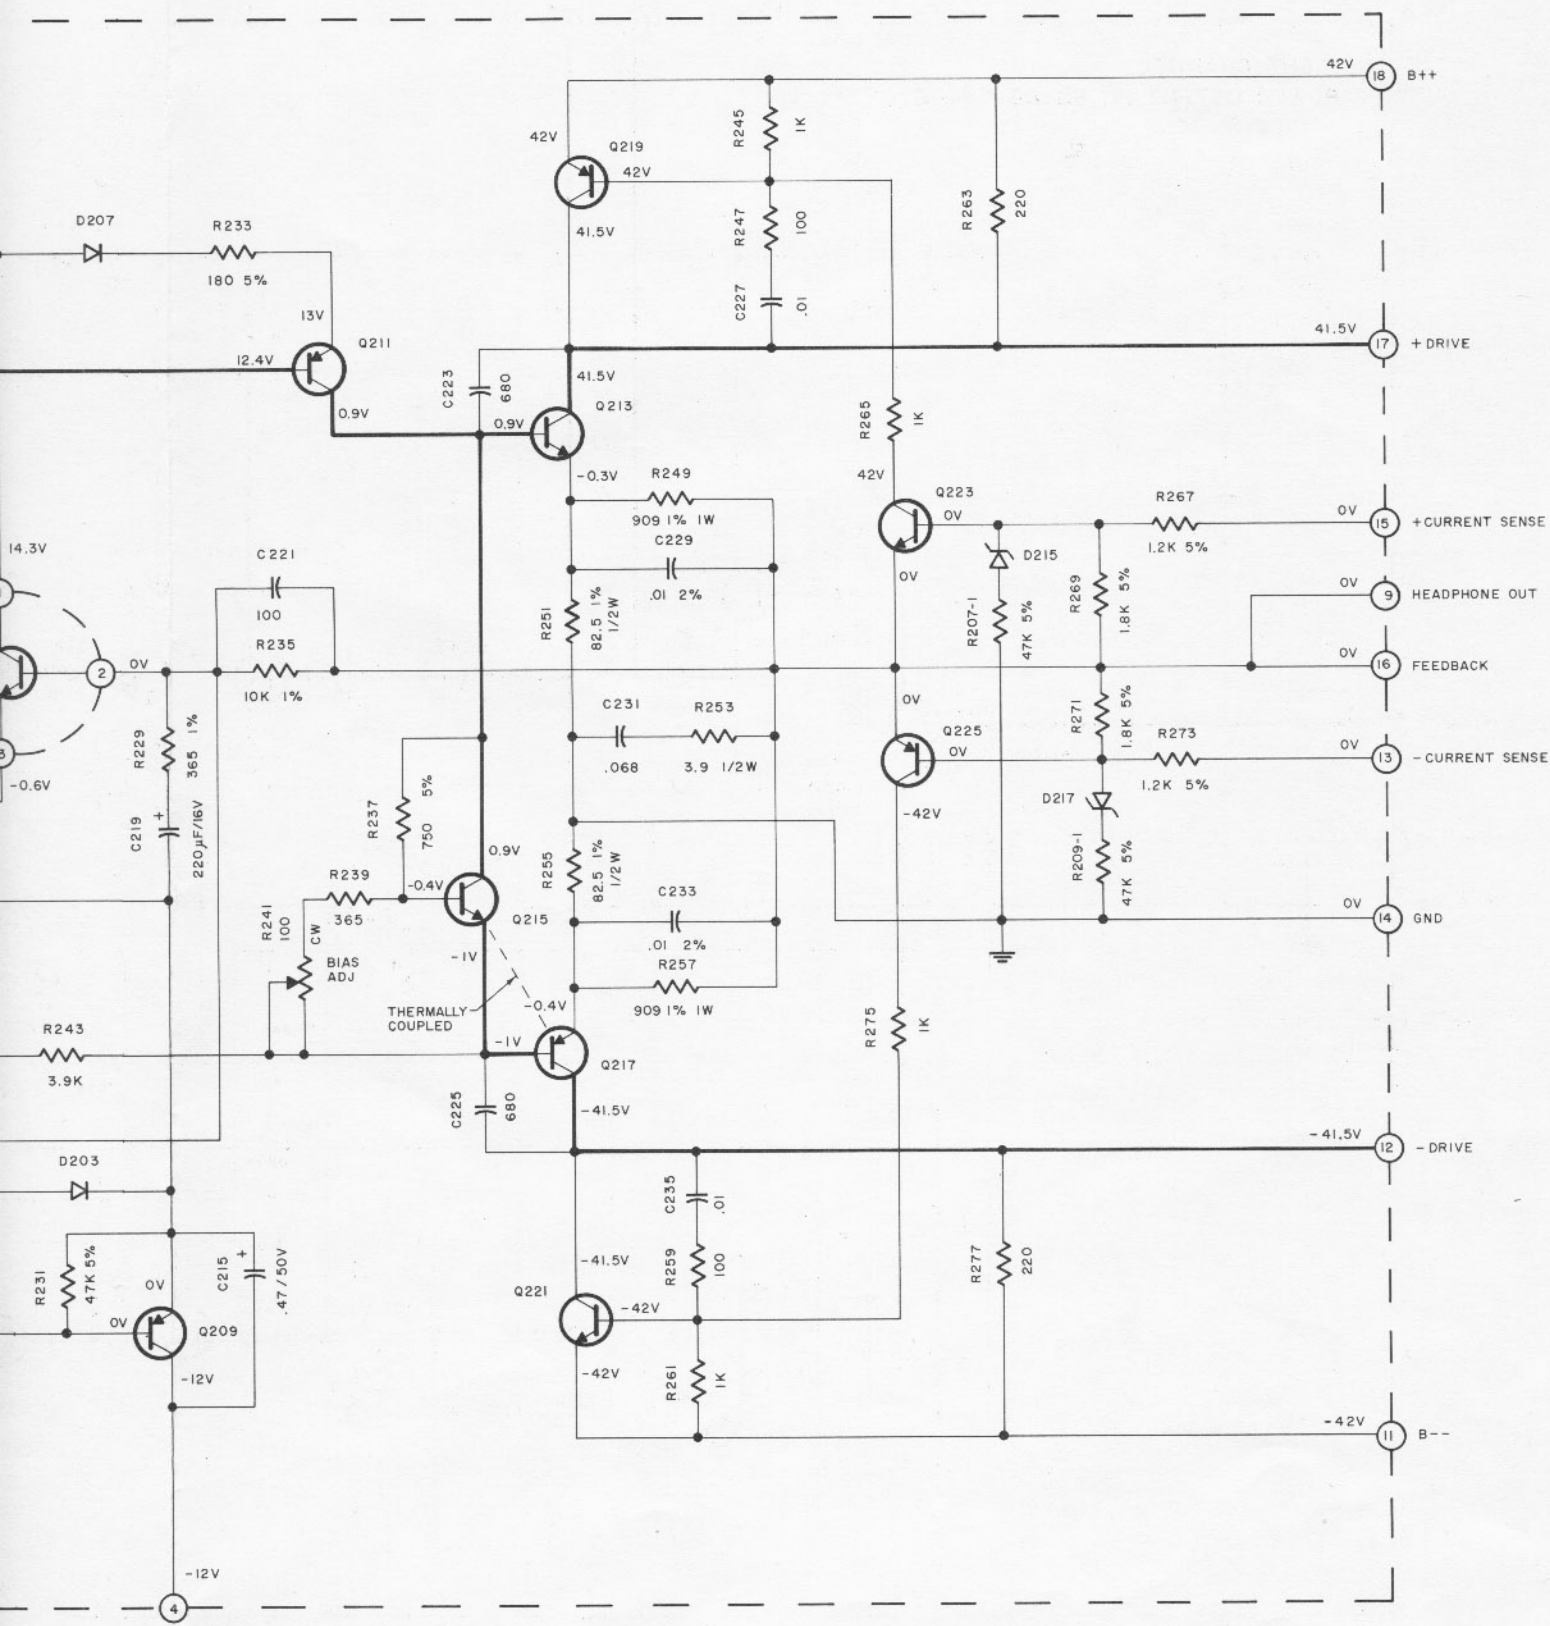 42V
18
B++
R245
1K
42V
Q219
42V
41.5V
R247
100
C227
.01
R263
220
D207
R233
180 5%
13V
Q211
12.4V
0.9V
41.5V
17
+DRIVE
C223
680
41.5V
Q213
0.9V
-0.3V
R249
909 1% 1W
C229
.01 2%
R251
82.5 1%
1/2W
R265
1K
42V
Q223
0V
0V
D215
R207-1
47K 5%
R269
1.8K 5%
R267
1.2K 5%
0V
15
+CURRENT SENSE
0V
9
HEADPHONE OUT
0V
16
FEEDBACK
14.3V
C221
100
R235
10K 1%
2
0V
3
-0.6V
R229
365 1%
C219
+
220µF/16V
C231
.068
R253
3.9 1/2W
0V
Q225
0V
-42V
R271
1.8K 5%
R273
1.2K 5%
0V
13
-CURRENT SENSE
D217
R209-1
47K 5%
0V
14
GND
R237
750 5%
0.9V
R239
365
-0.4V
Q215
-1V
R241
100
CW
BIAS
ADJ
R255
82.5 1%
1/2W
C233
.01 2%
R257
909 1% 1W
THERMALLY
COUPLED
-0.4V
-1V
Q217
-41.5V
R243
3.9K
C225
680
R275
1K
-41.5V
12
-DRIVE
D203
C235
.01
R259
100
R277
220
R231
47K 5%
C215
+
.47/50V
0V
0V
Q209
-12V
-41.5V
Q221
-42V
-42V
R261
1K
-42V
11
B--
-12V
4